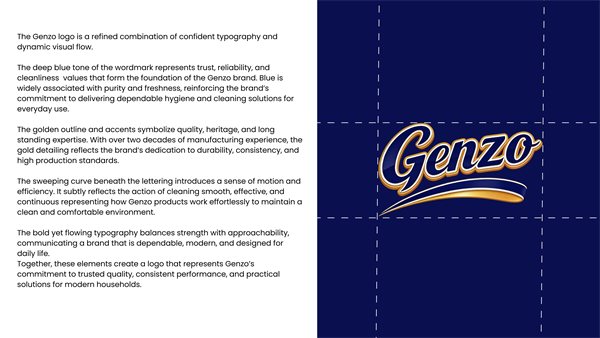 The Genzo logo is a refined combination of confident typography and
dynamic visual flow.
The deep blue tone of the wordmark represents trust, reliability, and
cleanliness  values that form the foundation of the Genzo brand. Blue is
widely associated with purity and freshness, reinforcing the brand's
commitment to delivering dependable hygiene and cleaning solutions for
everyday use.
The golden outline and accents symbolize quality, heritage, and long
standing expertise. With over two decades of manufacturing experience, the
gold detailing reflects the brand's dedication to durability, consistency, and
high production standards.
The sweeping curve beneath the lettering introduces a sense of motion and
efficiency. It subtly reflects the action of cleaning smooth, effective, and
continuous representing how Genzo products work effortlessly to maintain a
clean and comfortable environment.
The bold yet flowing typography balances strength with approachability,
communicating a brand that is dependable, modern, and designed for
daily life.
Together, these elements create a logo that represents Genzo's
commitment to trusted quality, consistent performance, and practical
solutions for modern households.
Genzo